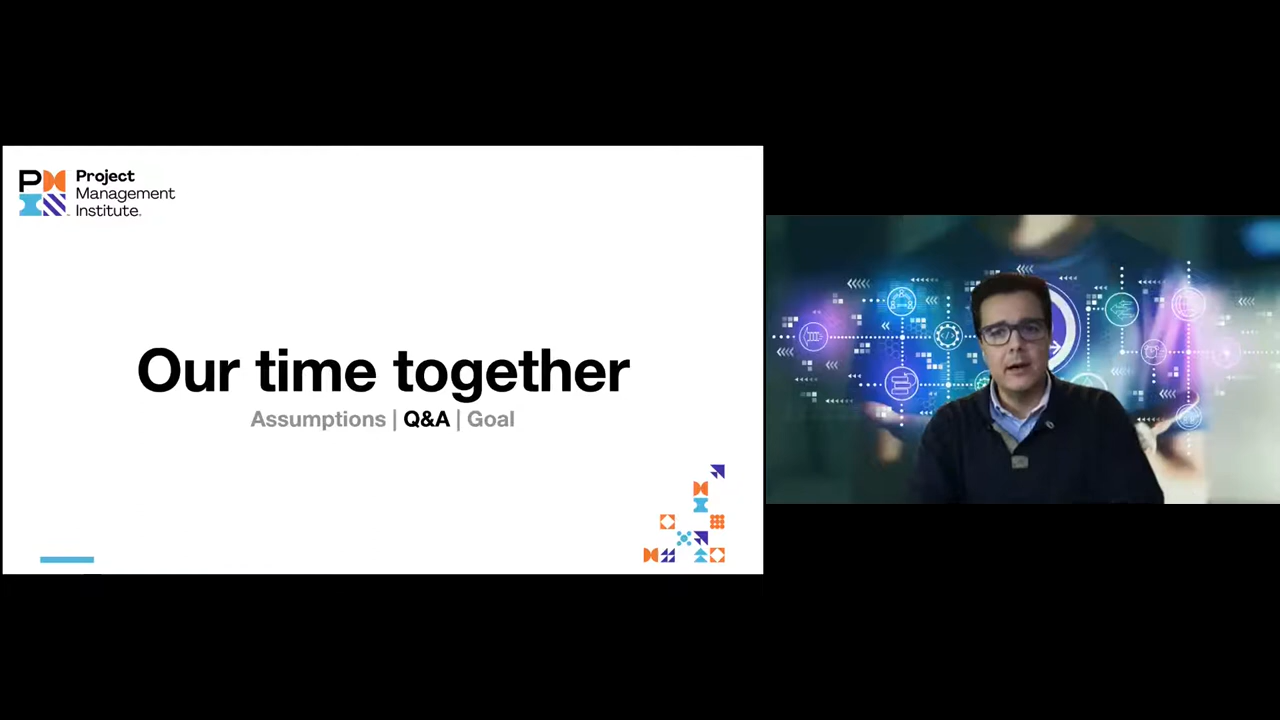 Project
Management
Institute.
Our time together
Assumptions | Q&A | Goal